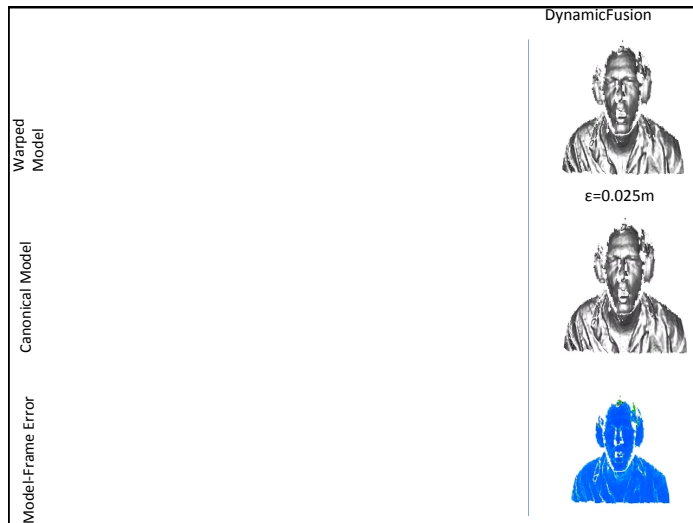 DynamicFusion
Warped
Model
ε=0.025m
Canonical Model
Model-Frame Error